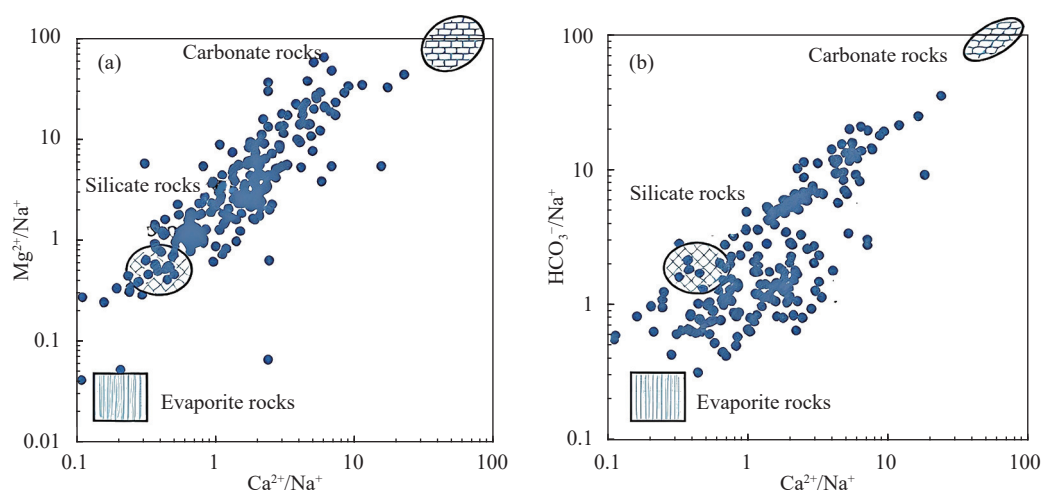 100
(a)
Carbonate rocks
10
Silicate rocks
1
0.1
Evaporite rocks
0.01
0.1
1
10
100
Mg²⁺/Na⁺
Ca²⁺/Na⁺
100
(b)
Carbonate rocks
10
Silicate rocks
1
Evaporite rocks
0.1
0.1
1
10
100
HCO₃⁻/Na⁺
Ca²⁺/Na⁺